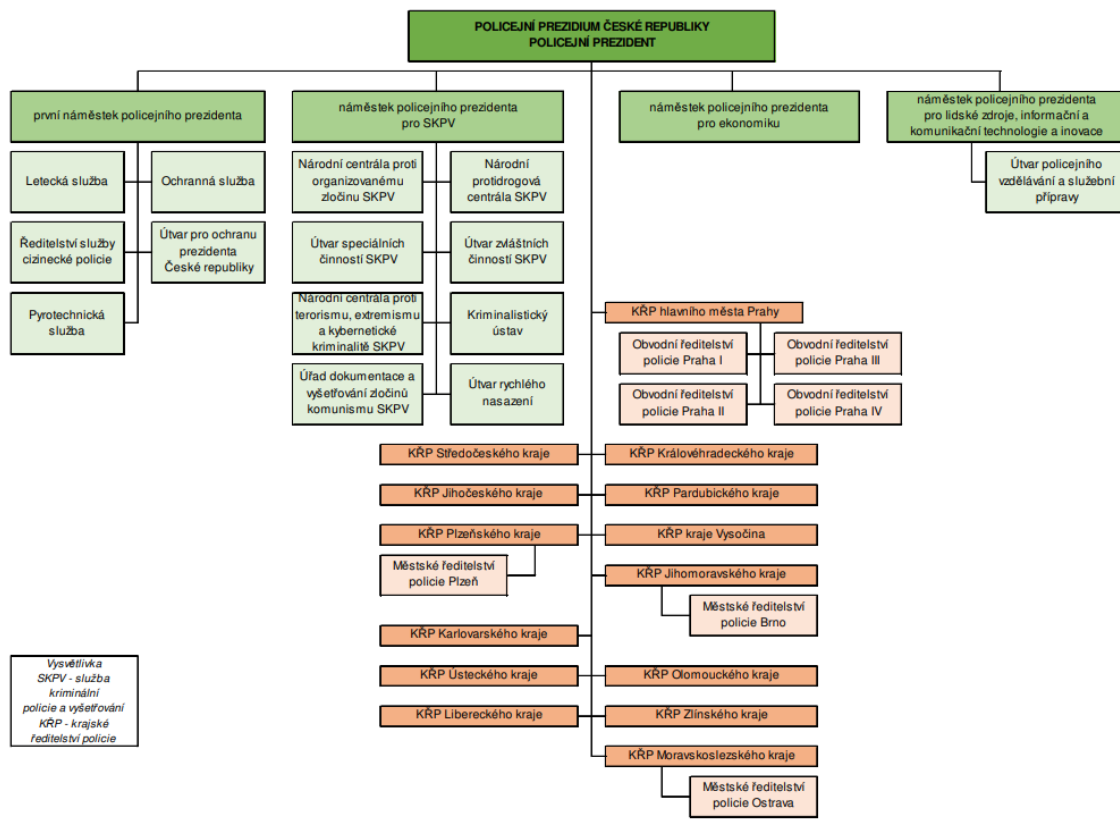 POLICEJNÍ PREZIDIUM ČESKÉ REPUBLIKY
POLICEJNÍ PREZIDENT
první náměstek policejního prezidenta
náměstek policejního prezidenta
pro SKPV
náměstek policejního prezidenta
pro ekonomiku
náměstek policejního prezidenta
pro lidské zdroje, informační a
komunikační technologie a inovace
Letecká služba
Ochranná služba
Ředitelství služby
cizinecké policie
Útvar pro ochranu
prezidenta
České republiky
Pyrotechnická
služba
Národní centrála proti
organizovanému
zločinu SKPV
Národní
protidrogová
centrála SKPV
Útvar speciálních
činností SKPV
Útvar zvláštních
činností SKPV
Národní centrála proti
terorismu, extremismu
a kybernetické
kriminalitě SKPV
Kriminalistický
ústav
Úřad dokumentace a
vyšetřování zločinů
komunismu SKPV
Útvar rychlého
nasazení
Útvar policejního
vzdělávání a služební
přípravy
KŘP hlavního města Prahy
Obvodní ředitelství
policie Praha I
Obvodní ředitelství
policie Praha III
Obvodní ředitelství
policie Praha II
Obvodní ředitelství
policie Praha IV
KŘP Středočeského kraje
KŘP Královéhradeckého kraje
KŘP Jihočeského kraje
KŘP Pardubického kraje
KŘP Plzeňského kraje
KŘP kraje Vysočina
Městské ředitelství
policie Plzeň
KŘP Jihomoravského kraje
Městské ředitelství
policie Brno
KŘP Karlovarského kraje
KŘP Ústeckého kraje
KŘP Olomouckého kraje
KŘP Libereckého kraje
KŘP Zlínského kraje
KŘP Moravskoslezského kraje
Městské ředitelství
policie Ostrava
Vysvětlivka
SKPV - služba
kriminální
policie a vyšetřování
KŘP - krajské
ředitelství policie